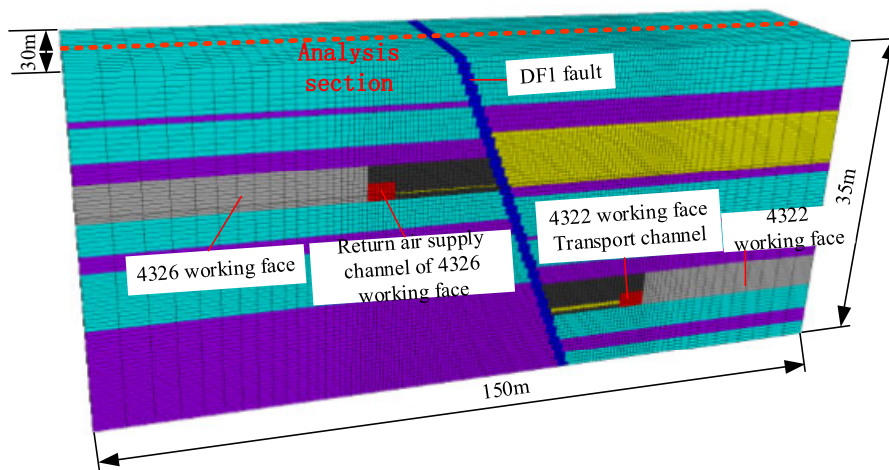 30m
Analysis
section
DF1 fault
35m
4326 working face
Return air supply
channel of 4326
working face
4322 working face
Transport channel
4322
working face
150m